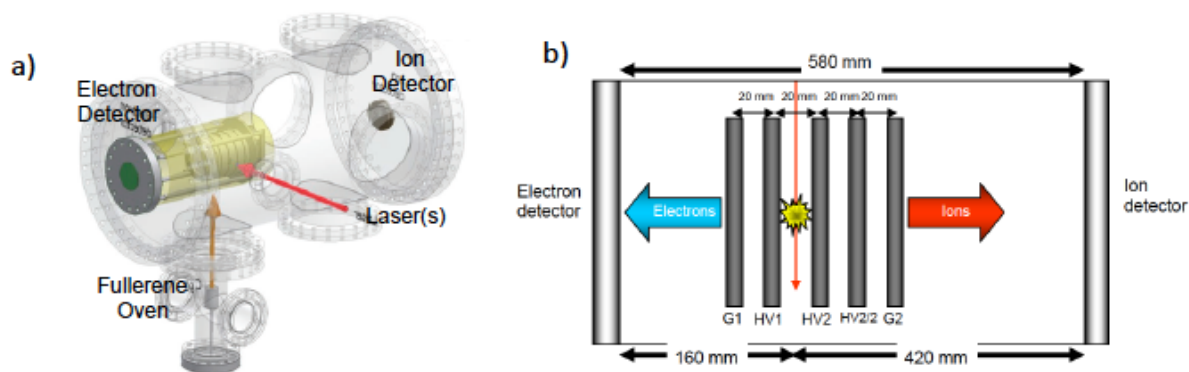 a)
Electron
Detector
Ion
Detector
Laser(s)
Fullerene
Oven
b)
580 mm
20 mm 20 mm 20 mm 20 mm
Electron
detector
Electrons
Ions
Ion
detector
G1 HV1 HV2 HV2/2 G2
160 mm 420 mm